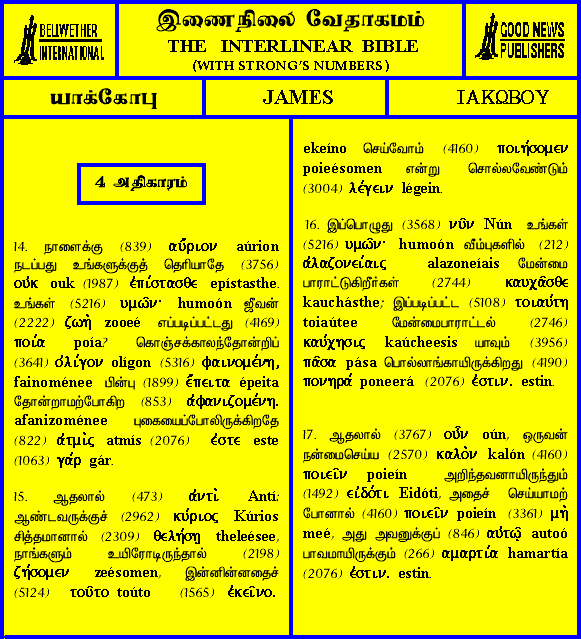 BELLWETHER
INTERNATIONAL
இணைநிலை வேதாகமம்
THE INTERLINEAR BIBLE
(WITH STRONG'S NUMBERS)
GOOD NEWS
PUBLISHERS
யாக்கோபு
JAMES
ΙΑΚΩΒΟΥ
4 அதிகாரம்
14. நாளைக்கு (839) αὔριον aúrion
நடப்பது உங்களுக்குத் தெரியாதே (3756)
οὐκ ouk (1987) ἐπίστασθε epístasthe.
உங்கள் (5216) υμῶν· humoón ஜீவன்
(2222) ζωὴ zooeé எப்படிப்பட்டது (4169)
ποία poía? கொஞ்சக்காலந்தோன்றிப்
(3641) ὀλίγον olígon (5316) φαινομένη,
fainoménee பின்பு (1899) ἔπειτα épeita
தோன்றாமற்போகிற (853) ἀφανιζομένη.
afanizoménee புகையைப்போலிருக்கிறதே
(822) ἀτμὶς atmís (2076) ἐστε este
(1063) γάρ gár.
15. ஆதலால் (473) ἀντὶ Antí:
ஆண்டவருக்குச் (2962) κύριος Kúrios
சித்தமானால் (2309) θελήσῃ theleésee,
நாங்களும் உயிரோடிருந்தால் (2198)
ζήσομεν zeésomen, இன்னின்னதைச்
(5124) τοῦτο toúto (1565) ἐκεῖνο.
ekeíno செய்வோம் (4160) ποιήσομεν
poieésomen என்று சொல்லவேண்டும்
(3004) λέγειν légein.
16. இப்பொழுது (3568) νῦν Nún உங்கள்
(5216) υμῶν· humoón வீம்புகளில் (212)
ἀλαζονείαις alazoneíais மேன்மை
பாராட்டுகிறீர்கள் (2744) καυχᾶσθε
kauchásthe; இப்படிப்பட்ட (5108) τοιαύτη
toiaútee மேன்மைபாராட்டல் (2746)
καύχησις kaúcheesis யாவும் (3956)
πᾶσα pása பொல்லாங்காயிருக்கிறது (4190)
πονηρά poneerá (2076) ἐστιν. estin.
17. ஆதலால் (3767) οὖν oún, ஒருவன்
நன்மைசெய்ய (2570) καλὸν kalón (4160)
ποιεῖν poieín அறிந்தவனாயிருந்தும்
(1492) εἰδότι Eidóti, அதைச் செய்யாமற்
போனால் (4160) ποιεῖν poieín (3361) μὴ
meé, அது அவனுக்குப் (846) αὐτῷ autoó
பாவமாயிருக்கும் (266) αμαρτία hamartía
(2076) ἐστιν. estin.